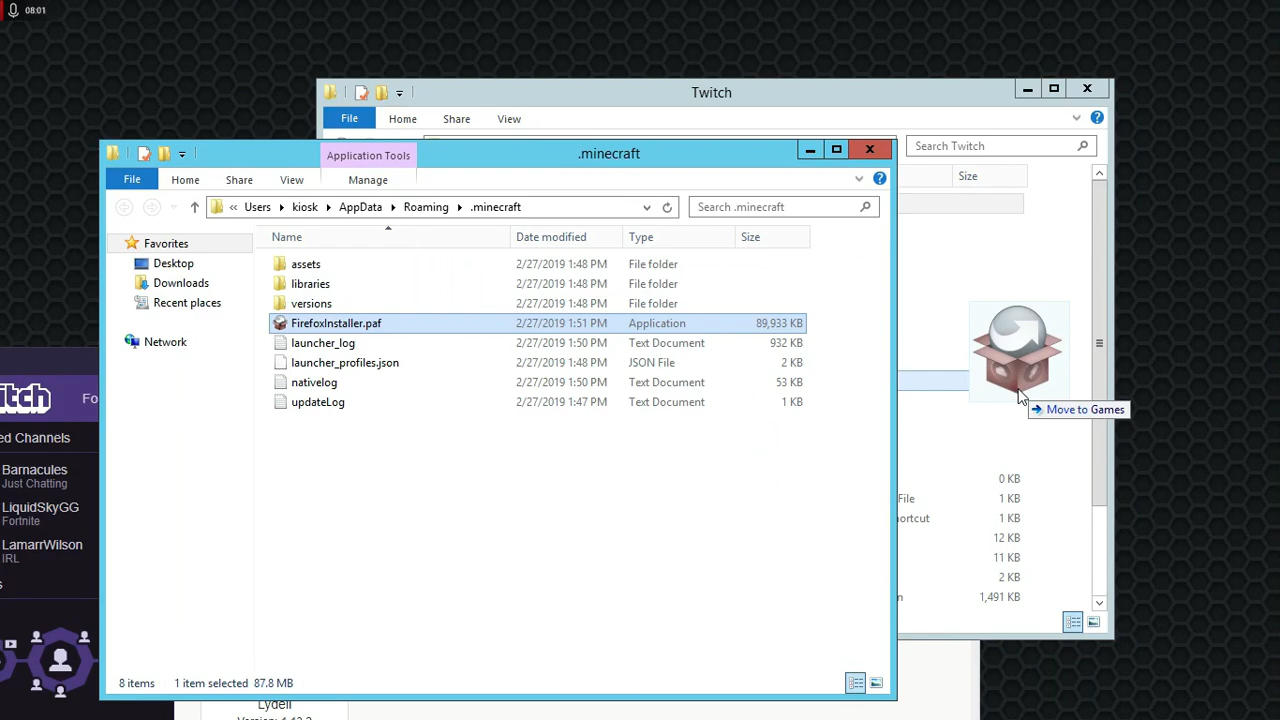 08:01
Twitch
File Home Share View
Search Twitch
Size
Application Tools
.minecraft
File Home Share View Manage
« Users kiosk AppData Roaming .minecraft
Search .minecraft
Name Date modified Type Size
Favorites
Desktop
Downloads
Recent places
Network
assets 2/27/2019 1:48 PM File folder
libraries 2/27/2019 1:48 PM File folder
versions 2/27/2019 1:48 PM File folder
FirefoxInstaller.paf 2/27/2019 1:51 PM Application 89,933 KB
launcher_log 2/27/2019 1:50 PM Text Document 932 KB
launcher_profiles.json 2/27/2019 1:48 PM JSON File 2 KB
nativelog 2/27/2019 1:50 PM Text Document 53 KB
updateLog 2/27/2019 1:47 PM Text Document 1 KB
Move to Games
0 KB
File 1 KB
ortcut 1 KB
12 KB
11 KB
2 KB
n 1,491 KB
8 items 1 item selected 87.8 MB
itch Fo
ed Channels
Barnacules
Just Chatting
LiquidSkyGG
Fortnite
LamarrWilson
IRL
s
Lydell